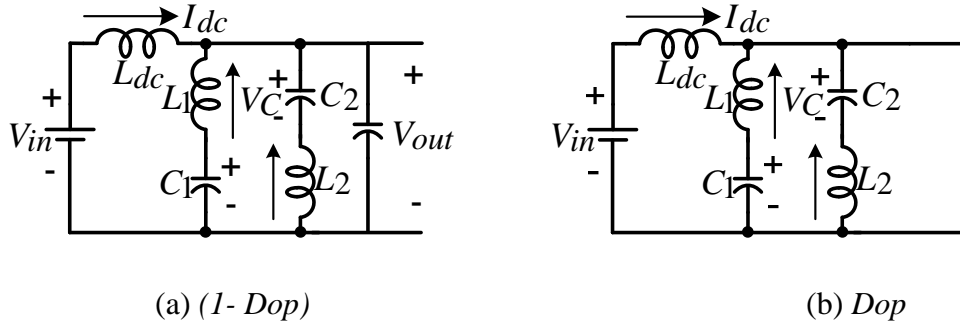 I_dc
+
L_dc
L1
V_C
+
-
C2
+
V_in
-
C1
+
-
L2
V_out
-
I_dc
+
L_dc
L1
V_C
+
-
C2
V_in
-
C1
+
-
L2
(a) (1- Dop)
(b) Dop